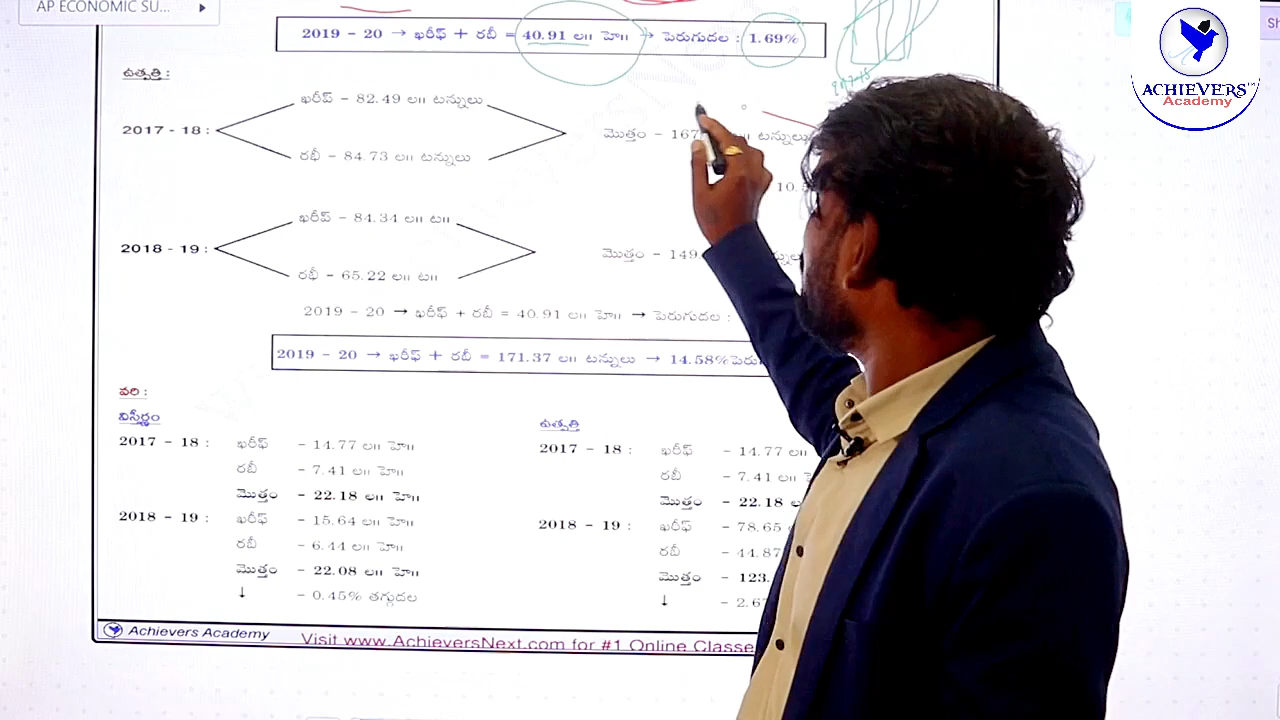 AP ECONOMIC SU...
ACHIEVERS
Academy
2019 - 20 → ఖరీఫ్ + రబీ = 40.91 ల॥ హె॥ → పెరుగుదల : 1.69%
ఉత్పత్తి :
ఖరీప్ - 82.49 ల॥ టన్నులు
2017 - 18 :
మొత్తం - 167 ల॥ టన్నులు
రభీ - 84.73 ల॥ టన్నులు
10.5
ఖరీప్ - 84.34 ల॥ ట॥
2018 - 19 :
మొత్తం - 149.
రభీ - 65.22 ల॥ ట॥
2019 - 20 → ఖరీఫ్ + రబీ = 40.91 ల॥ హె॥ → పెరుగుదల :
2019 - 20 → ఖరీఫ్ + రబీ = 171.37 ల॥ టన్నులు → 14.58%
వరి :
విస్తీర్ణం
ఉత్పత్తి
2017 - 18 : ఖరీఫ్ - 14.77 ల॥ హె॥
రబీ - 7.41 ల॥ హె॥
మొత్తం - 22.18 ల॥ హె॥
2018 - 19 : ఖరీఫ్ - 15.64 ల॥ హె॥
రబీ - 6.44 ల॥ హె॥
మొత్తం - 22.08 ల॥ హె॥
↓ - 0.45% తగ్గుదల
2017 - 18 : ఖరీఫ్ - 14.77 ల॥
రబీ - 7.41 ల॥
మొత్తం - 22.18 ల
2018 - 19 : ఖరీఫ్ - 78.65
రబీ - 44.87
మొత్తం - 123.
↓ - 2.6
Achievers Academy
Visit www.AchieversNext.com for #1 Online Classe